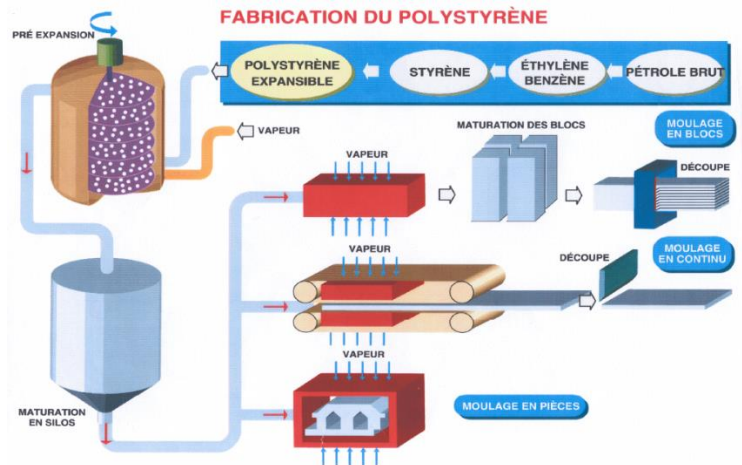 FABRICATION DU POLYSTYRÈNE
PRÉ EXPANSION
POLYSTYRÈNE
EXPANSIBLE
STYRÈNE
ÉTHYLÈNE
BENZÈNE
PÉTROLE BRUT
VAPEUR
MATURATION DES BLOCS
MOULAGE
EN BLOCS
VAPEUR
DÉCOUPE
VAPEUR
DÉCOUPE
MOULAGE
EN CONTINU
VAPEUR
MATURATION
EN SILOS
MOULAGE EN PIÈCES